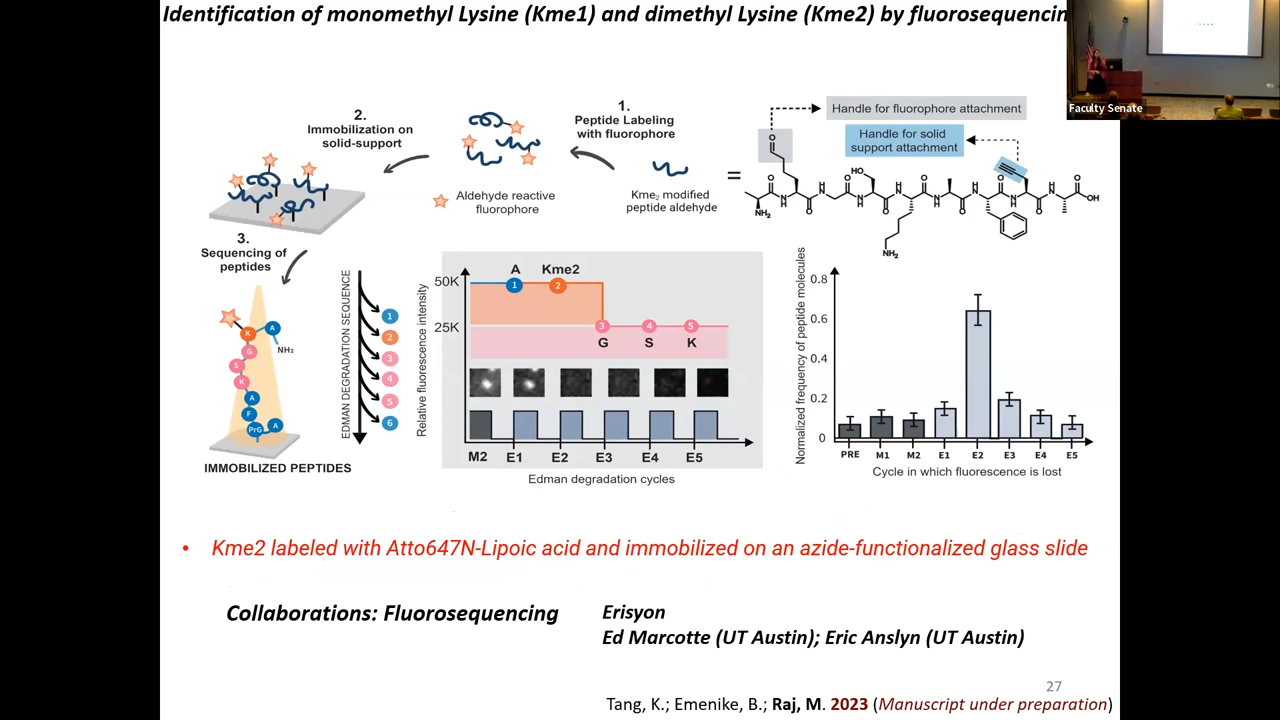 Identification of monomethyl Lysine (Kme1) and dimethyl Lysine (Kme2) by fluorosequencin
Faculty Senate
1.
Peptide Labeling
with fluorophore
2.
Immobilization on
solid-support
Aldehyde reactive
fluorophore
Kme2 modified
peptide aldehyde
=
Handle for fluorophore attachment
Handle for solid
support attachment
O
O
NH2
H
N
O
N
H
HO
O
H
N
O
N
H
O
H
N
O
N
H
O
OH
NH2
3.
Sequencing of
peptides
K
A
NH2
G
S
K
A
F
PrG
A
IMMOBILIZED PEPTIDES
EDMAN DEGRADATION SEQUENCE
1
2
3
4
5
6
Relative fluorescence intensity
50K
25K
A
Kme2
1
2
3
4
5
G
S
K
M2
E1
E2
E3
E4
E5
Edman degradation cycles
Normalized frequency of peptide molecules
0.8
0.6
0.4
0.2
0
PRE
M1
M2
E1
E2
E3
E4
E5
Cycle in which fluorescence is lost
• Kme2 labeled with Atto647N-Lipoic acid and immobilized on an azide-functionalized glass slide
Collaborations: Fluorosequencing
Erisyon
Ed Marcotte (UT Austin); Eric Anslyn (UT Austin)
27
Tang, K.; Emenike, B.; Raj, M. 2023 (Manuscript under preparation)